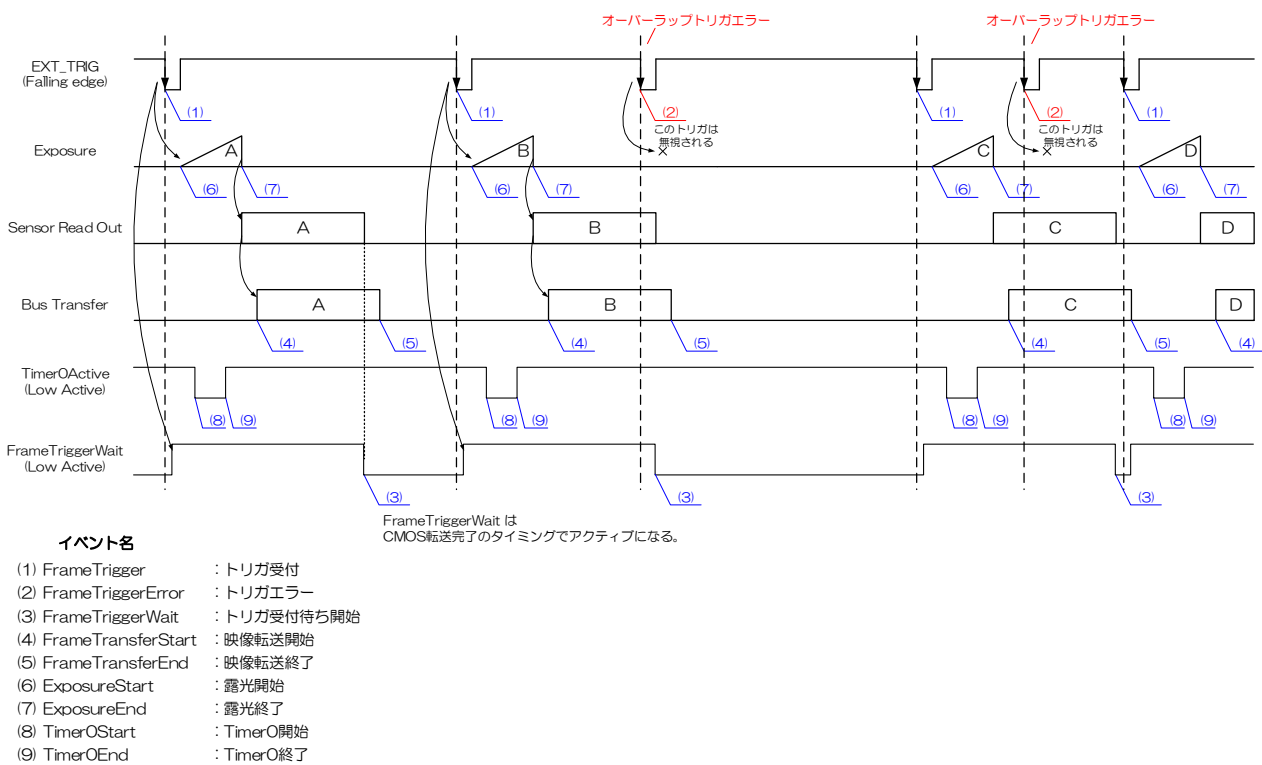 オーバーラップトリガエラー
オーバーラップトリガエラー
EXT_TRIG
(Falling edge)
(1)
(1)
(2)
このトリガは
無視される
×
(1)
(2)
このトリガは
無視される
×
(1)
Exposure
A
B
C
D
(6)
(7)
(6)
(7)
(6)
(7)
(6)
(7)
Sensor Read Out
A
B
C
D
Bus Transfer
A
B
C
D
(4)
(5)
(4)
(5)
(4)
(5)
(4)
Timer0Active
(Low Active)
(8)
(9)
(8)
(9)
(8)
(9)
(8)
(9)
FrameTriggerWait
(Low Active)
(3)
(3)
(3)
FrameTriggerWait は
CMOS転送完了のタイミングでアクティブになる。
イベント名
(1) FrameTrigger : トリガ受付
(2) FrameTriggerError : トリガエラー
(3) FrameTriggerWait : トリガ受付待ち開始
(4) FrameTransferStart : 映像転送開始
(5) FrameTransferEnd : 映像転送終了
(6) ExposureStart : 露光開始
(7) ExposureEnd : 露光終了
(8) Timer0Start : Timer0開始
(9) Timer0End : Timer0終了